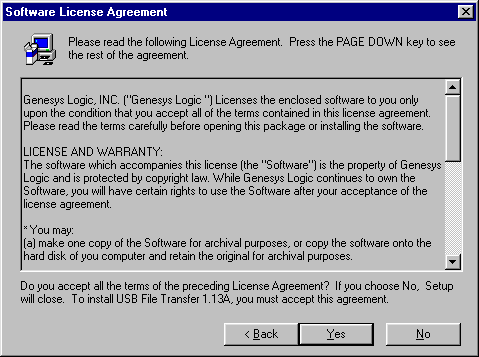 Software License Agreement
Please read the following License Agreement. Press the PAGE DOWN key to see
the rest of the agreement.
Genesys Logic, INC. ("Genesys Logic ") Licenses the enclosed software to you only
upon the condition that you accept all of the terms contained in this license agreement.
Please read the terms carefully before opening this package or installing the software.
LICENSE AND WARRANTY:
The software which accompanies this license (the "Software") is the property of Genesys
Logic and is protected by copyright law. While Genesys Logic continues to own the
Software, you will have certain rights to use the Software after your acceptance of the
license agreement.
* You may:
(a) make one copy of the Software for archival purposes, or copy the software onto the
hard disk of you computer and retain the original for archival purposes.
Do you accept all the terms of the preceding License Agreement? If you choose No, Setup
will close. To install USB File Transfer 1.13A, you must accept this agreement.
< Back Yes No